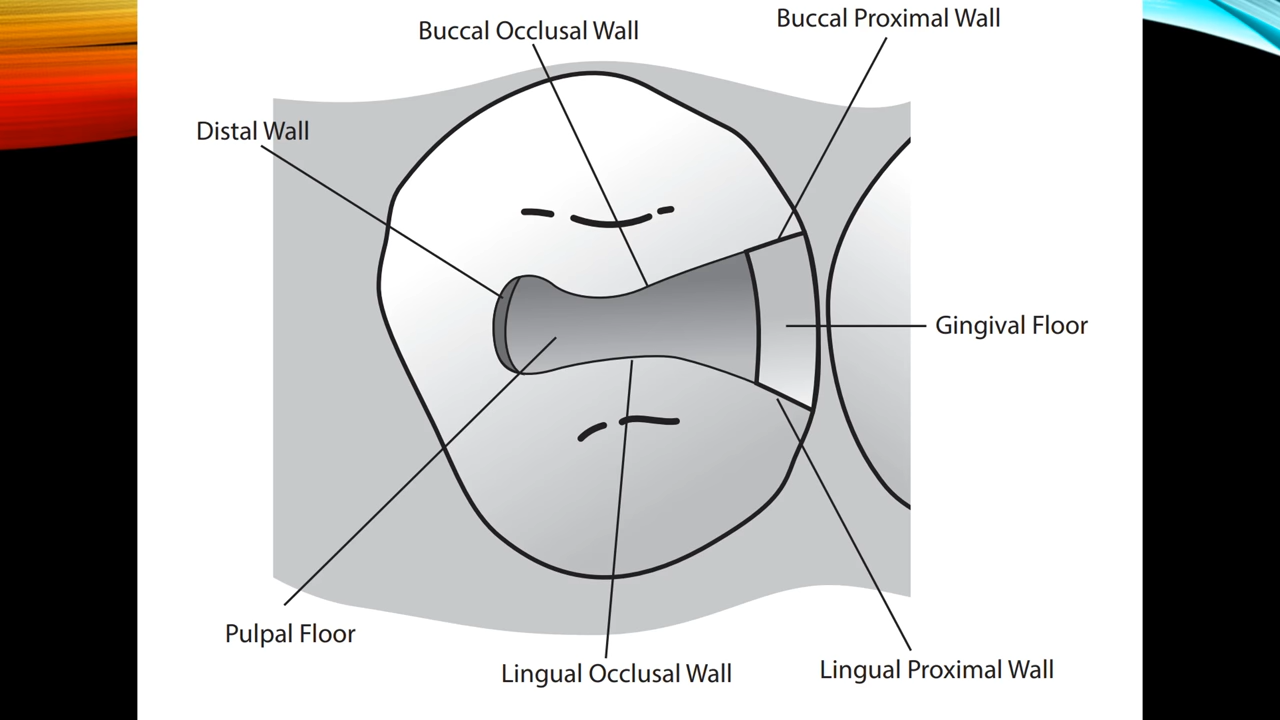 Buccal Proximal Wall
Buccal Occlusal Wall
Distal Wall
Gingival Floor
Pulpal Floor
Lingual Occlusal Wall
Lingual Proximal Wall